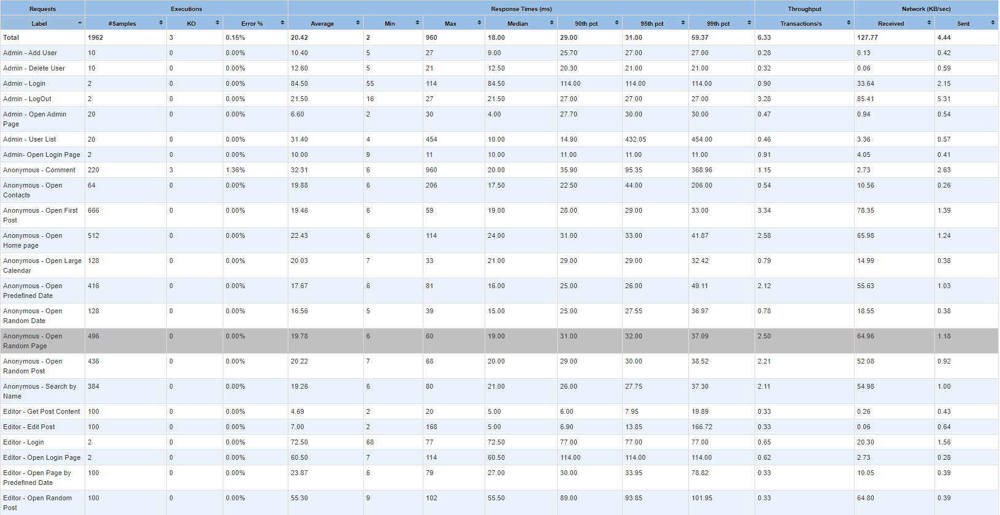 Requests Executions Response Times (ms) Throughput Network (KB/sec)
Label #Samples KO Error % Average Min Max Median 90th pct 95th pct 99th pct Transactions/s Received Sent
Total 1962 3 0.15% 20.42 2 960 18.00 29.00 31.00 59.37 6.33 127.77 4.44
Admin - Add User 10 0 0.00% 10.40 5 27 9.00 25.70 27.00 27.00 0.28 0.13 0.42
Admin - Delete User 10 0 0.00% 12.60 5 21 12.50 20.30 21.00 21.00 0.32 0.06 0.59
Admin - Login 2 0 0.00% 84.50 55 114 84.50 114.00 114.00 114.00 0.90 33.64 2.15
Admin - LogOut 2 0 0.00% 21.50 16 27 21.50 27.00 27.00 27.00 3.28 85.41 5.31
Admin - Open Admin 20 0 0.00% 6.60 2 30 4.00 27.70 30.00 30.00 0.47 0.94 0.54
Page
Admin - User List 20 0 0.00% 31.40 4 454 10.00 14.90 432.05 454.00 0.46 3.36 0.57
Admin- Open Login Page 2 0 0.00% 10.00 9 11 10.00 11.00 11.00 11.00 0.91 4.05 0.41
Anonymous - Comment 220 3 1.36% 32.31 6 960 20.00 35.90 95.35 368.96 1.15 2.73 2.63
Anonymous - Open 64 0 0.00% 19.88 6 206 17.50 22.50 44.00 206.00 0.54 10.56 0.26
Contacts
Anonymous - Open First 666 0 0.00% 19.46 6 59 19.00 28.00 29.00 33.00 3.34 78.35 1.39
Post
Anonymous - Open 512 0 0.00% 22.43 6 114 24.00 31.00 33.00 41.87 2.58 65.98 1.24
Home page
Anonymous - Open Large 128 0 0.00% 20.03 7 33 21.00 29.00 29.00 32.42 0.79 14.99 0.38
Calendar
Anonymous - Open 416 0 0.00% 17.67 6 81 16.00 25.00 26.00 49.11 2.12 55.63 1.03
Predefined Date
Anonymous - Open 128 0 0.00% 16.56 5 39 15.00 25.00 27.55 36.97 0.78 18.55 0.38
Random Date
Anonymous - Open 496 0 0.00% 19.78 6 60 19.00 31.00 32.00 37.09 2.50 64.96 1.18
Random Page
Anonymous - Open 436 0 0.00% 20.22 7 68 20.00 29.00 30.00 38.52 2.21 52.08 0.92
Random Post
Anonymous - Search by 384 0 0.00% 19.26 6 80 21.00 26.00 27.75 37.30 2.11 54.98 1.00
Name
Editor - Get Post Content 100 0 0.00% 4.69 2 20 5.00 6.00 7.95 19.89 0.33 0.26 0.43
Editor - Edit Post 100 0 0.00% 7.00 2 168 5.00 6.90 13.85 166.72 0.33 0.06 0.64
Editor - Login 2 0 0.00% 72.50 68 77 72.50 77.00 77.00 77.00 0.65 20.30 1.56
Editor - Open Login Page 2 0 0.00% 60.50 7 114 60.50 114.00 114.00 114.00 0.62 2.73 0.28
Editor - Open Page by 100 0 0.00% 23.87 6 79 27.00 30.00 33.95 78.82 0.33 10.05 0.39
Predefined Date
Editor - Open Random 100 0 0.00% 55.30 9 102 55.50 89.00 93.85 101.95 0.33 64.80 0.39
Post